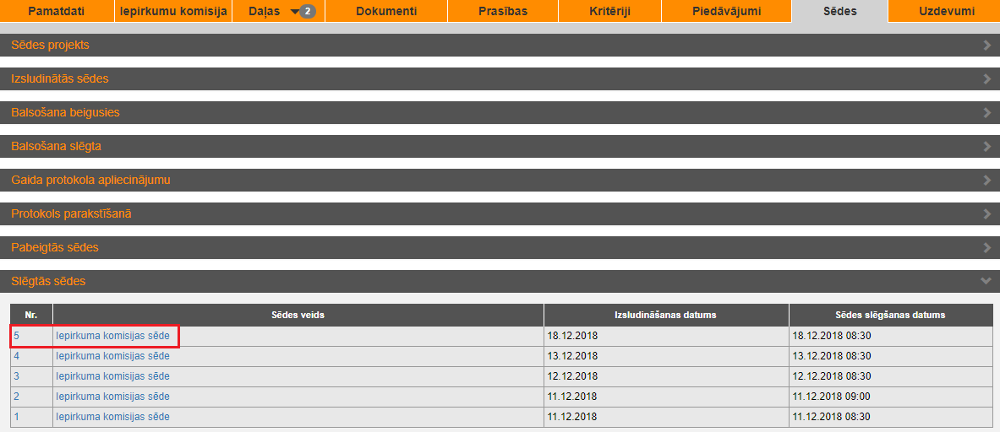 Pamatdati Iepirkumu komisija Daļas 2 Dokumenti Prasības Kritēriji Piedāvājumi Sēdes Uzdevumi
Sēdes projekts
Izsludinātās sēdes
Balsošana beigusies
Balsošana slēgta
Gaida protokola apliecinājumu
Protokols parakstīšanā
Pabeigtās sēdes
Slēgtās sēdes
Nr. Sēdes veids Izsludināšanas datums Sēdes slēgšanas datums
5 Iepirkuma komisijas sēde 18.12.2018 18.12.2018 08:30
4 Iepirkuma komisijas sēde 13.12.2018 13.12.2018 08:30
3 Iepirkuma komisijas sēde 12.12.2018 12.12.2018 08:30
2 Iepirkuma komisijas sēde 11.12.2018 11.12.2018 09:00
1 Iepirkuma komisijas sēde 11.12.2018 11.12.2018 08:30